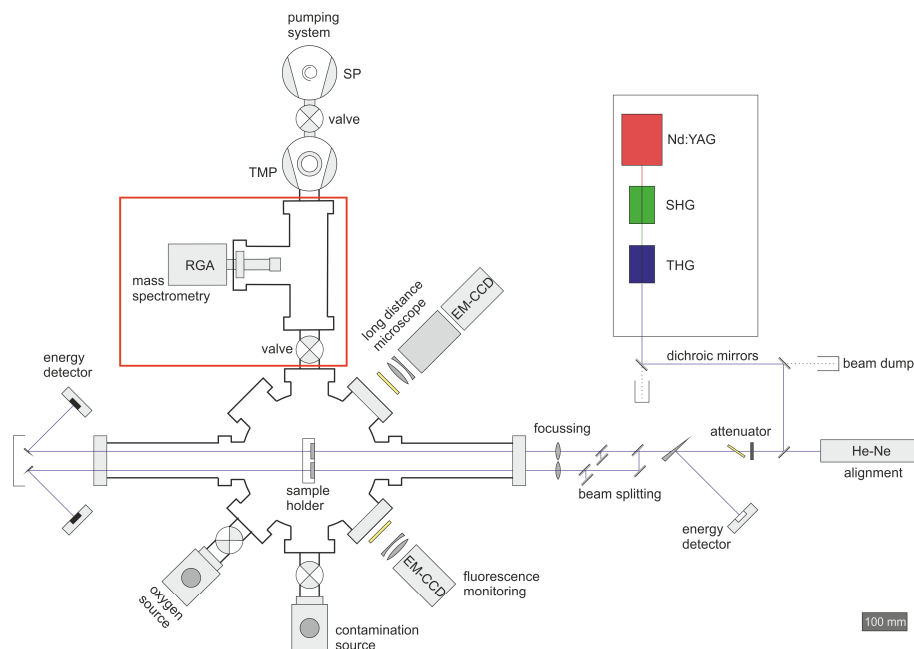 pumping
system
SP
valve
TMP
RGA
mass
spectrometry
valve
long distance
microscope
EM-CCD
Nd:YAG
SHG
THG
dichroic mirrors
beam dump
energy
detector
focussing
attenuator
He-Ne
alignment
beam splitting
sample
holder
energy
detector
oxygen
source
EM-CCD
fluorescence
monitoring
contamination
source
100 mm